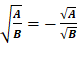 √(A/B) = − √A/√B